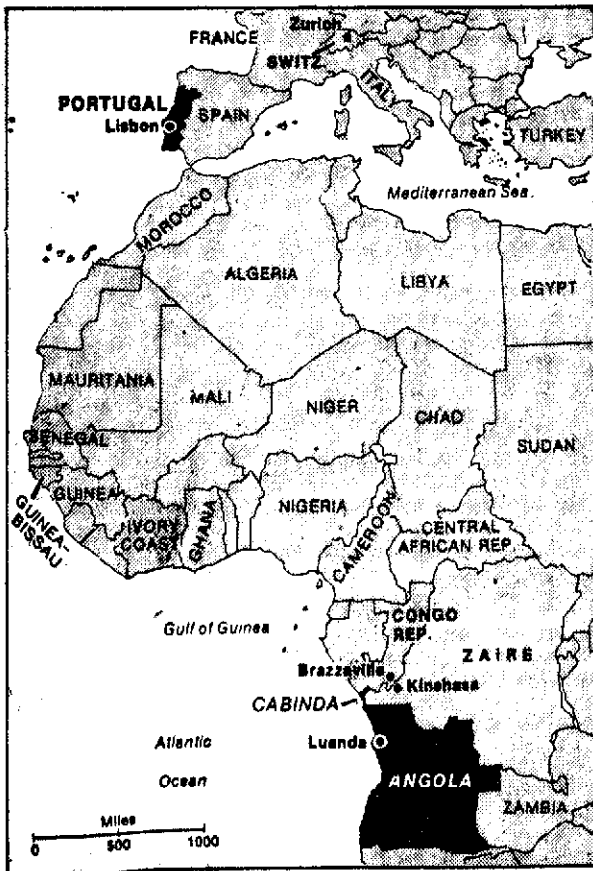 Zurich
FRANCE
SWITZ.
ITALY
PORTUGAL
Lisbon
SPAIN
TURKEY
Mediterranean Sea.
MOROCCO
ALGERIA
LIBYA
EGYPT
MAURITANIA
MALI
NIGER
CHAD
SUDAN
SENEGAL
GUINEA-
BISSAU
GUINEA
IVORY
COAST
GHANA
NIGERIA
CAMEROON
CENTRAL
AFRICAN REP.
Gulf of Guinea
CONGO
REP.
ZAIRE
Brazzaville
Kinshasa
CABINDA
Atlantic
Ocean
Luanda
ANGOLA
ZAMBIA
Miles
0 500 1000